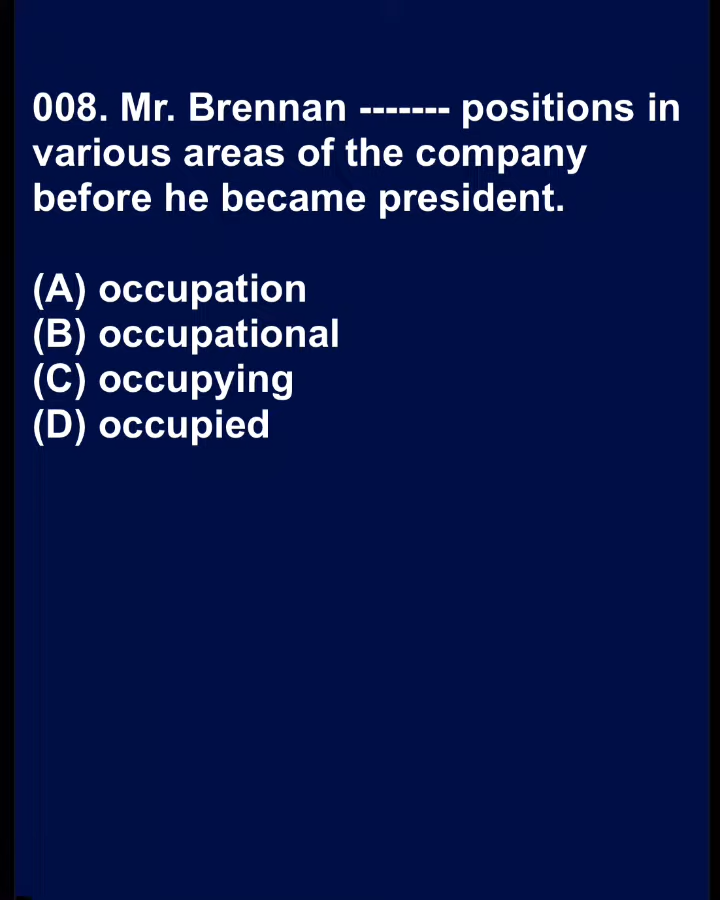 008. Mr. Brennan ------- positions in
various areas of the company
before he became president.
(A) occupation
(B) occupational
(C) occupying
(D) occupied